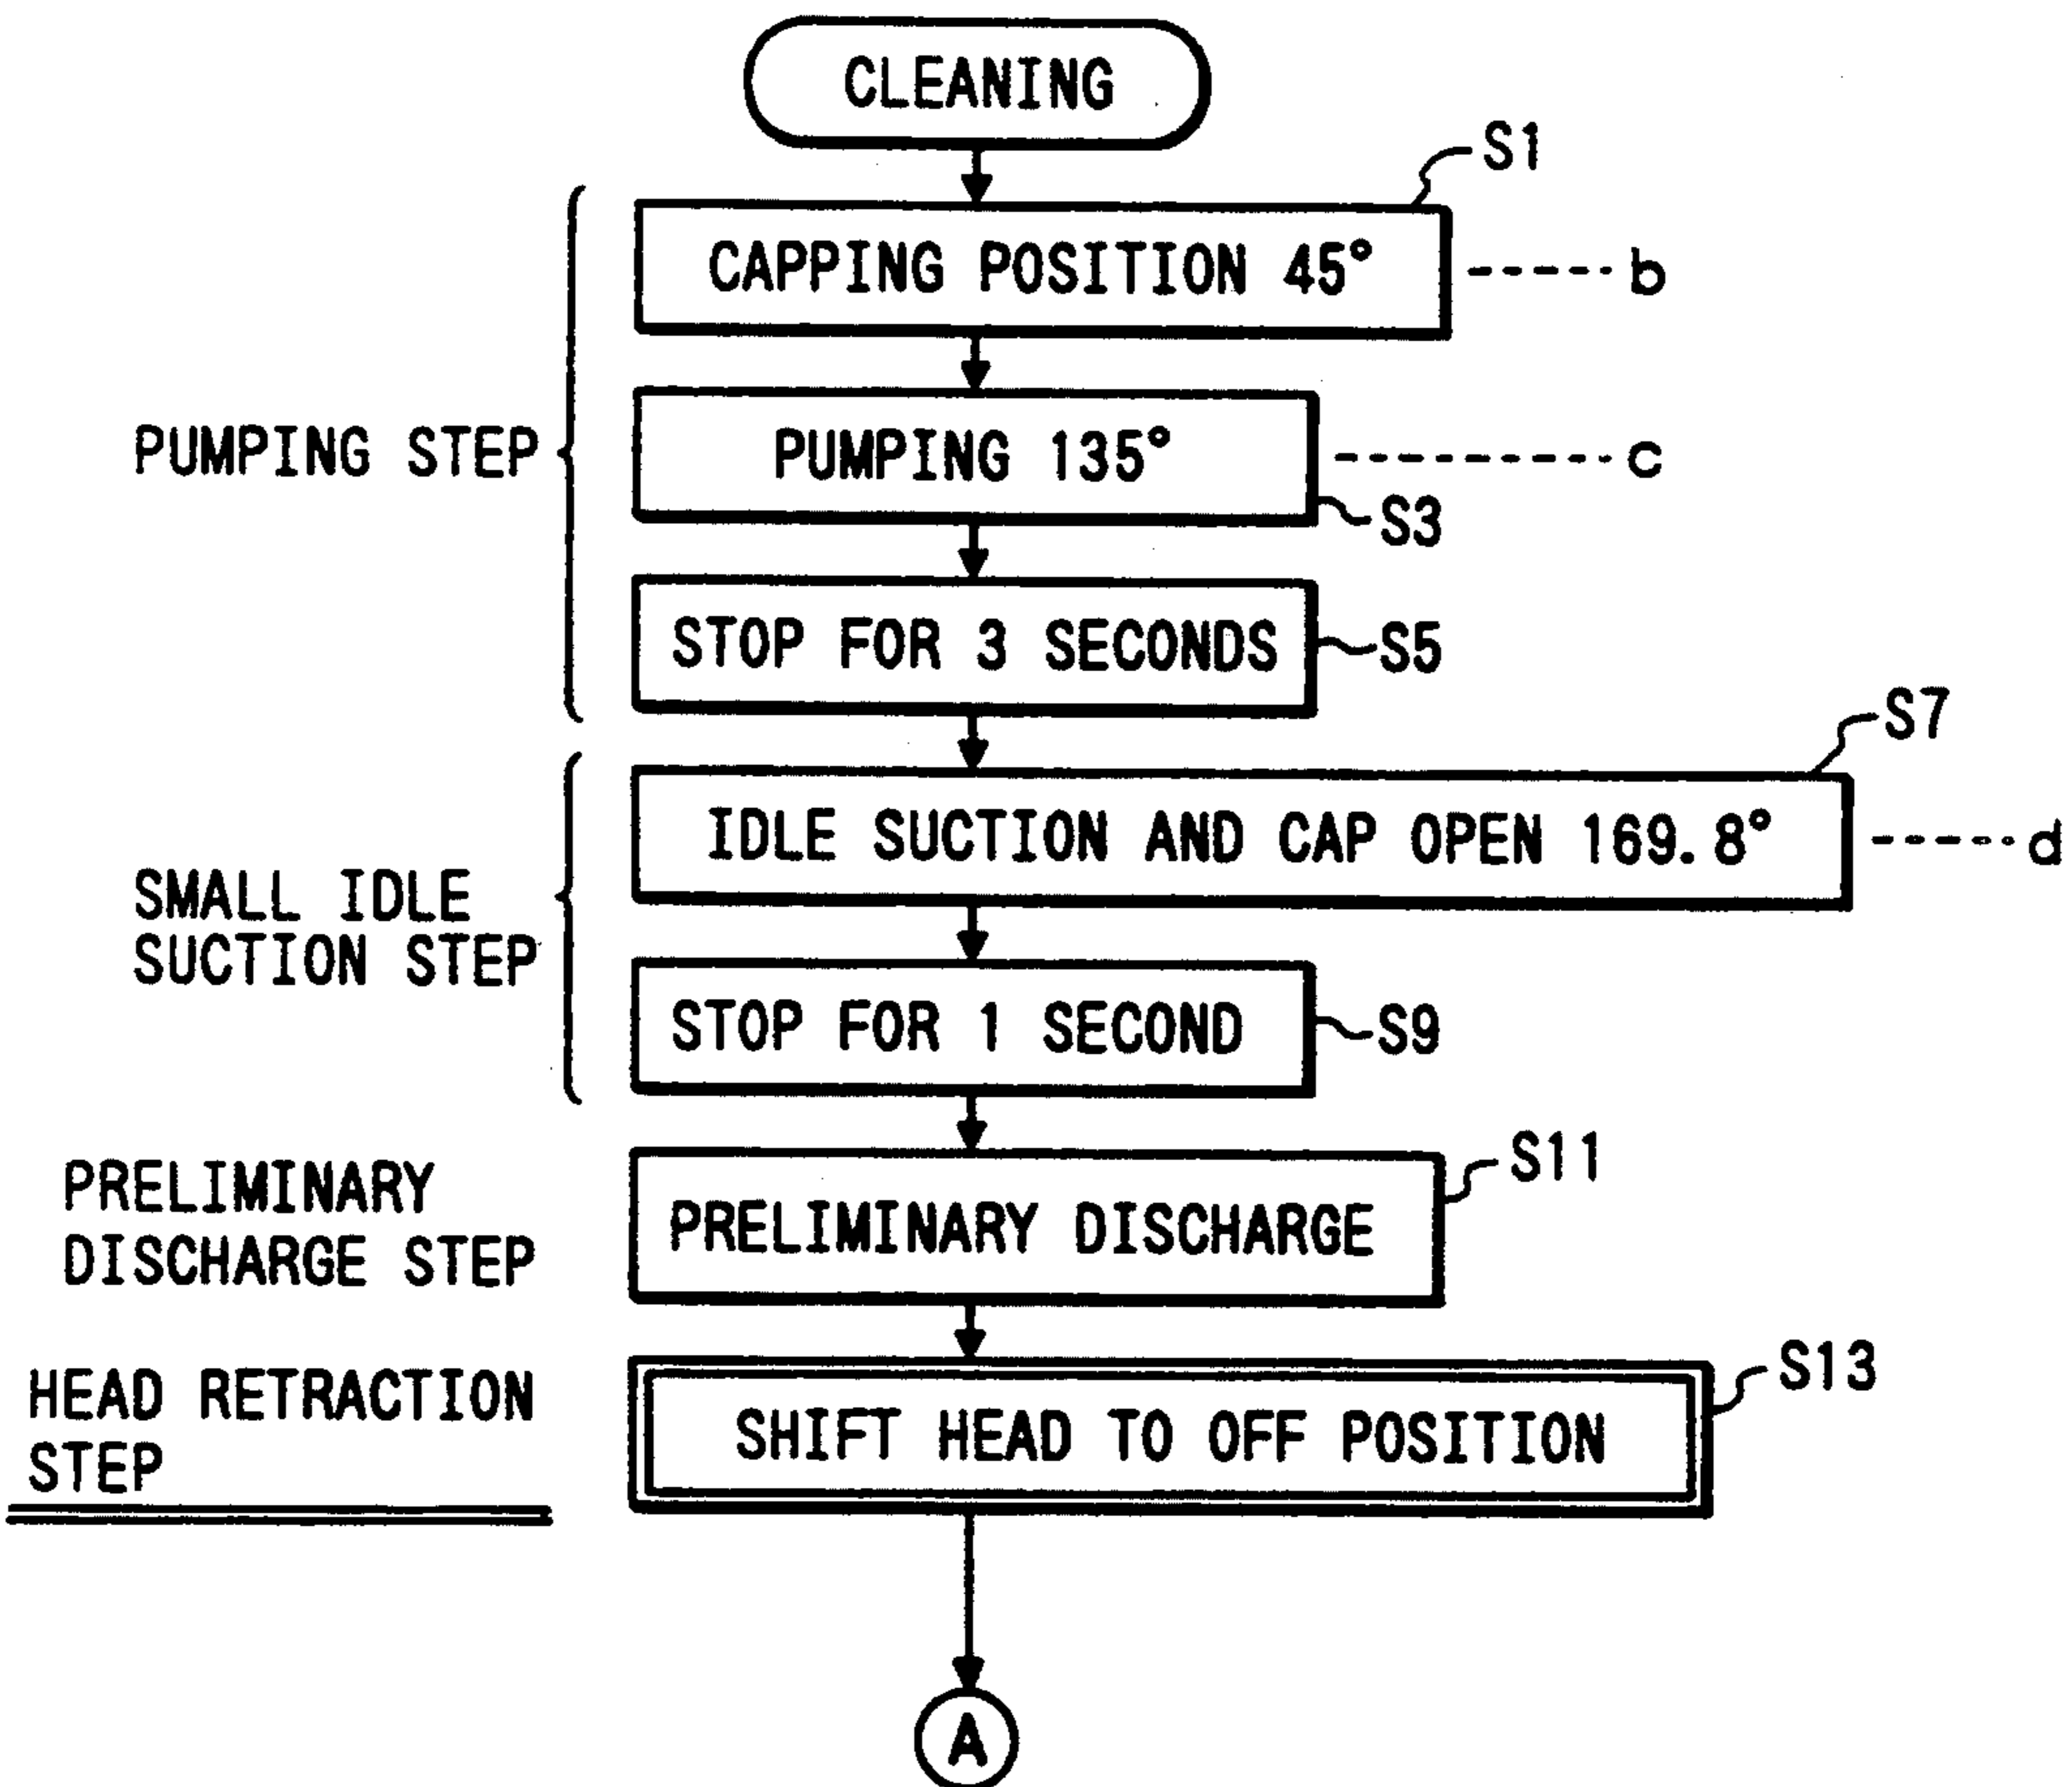 CLEANING
S1
CAPPING POSITION 45°
b
PUMPING STEP
PUMPING 135°
c
S3
STOP FOR 3 SECONDS
S5
S7
IDLE SUCTION AND CAP OPEN 169.8°
d
SMALL IDLE
SUCTION STEP
STOP FOR 1 SECOND
S9
PRELIMINARY
DISCHARGE STEP
PRELIMINARY DISCHARGE
S11
HEAD RETRACTION
STEP
SHIFT HEAD TO OFF POSITION
S13
A